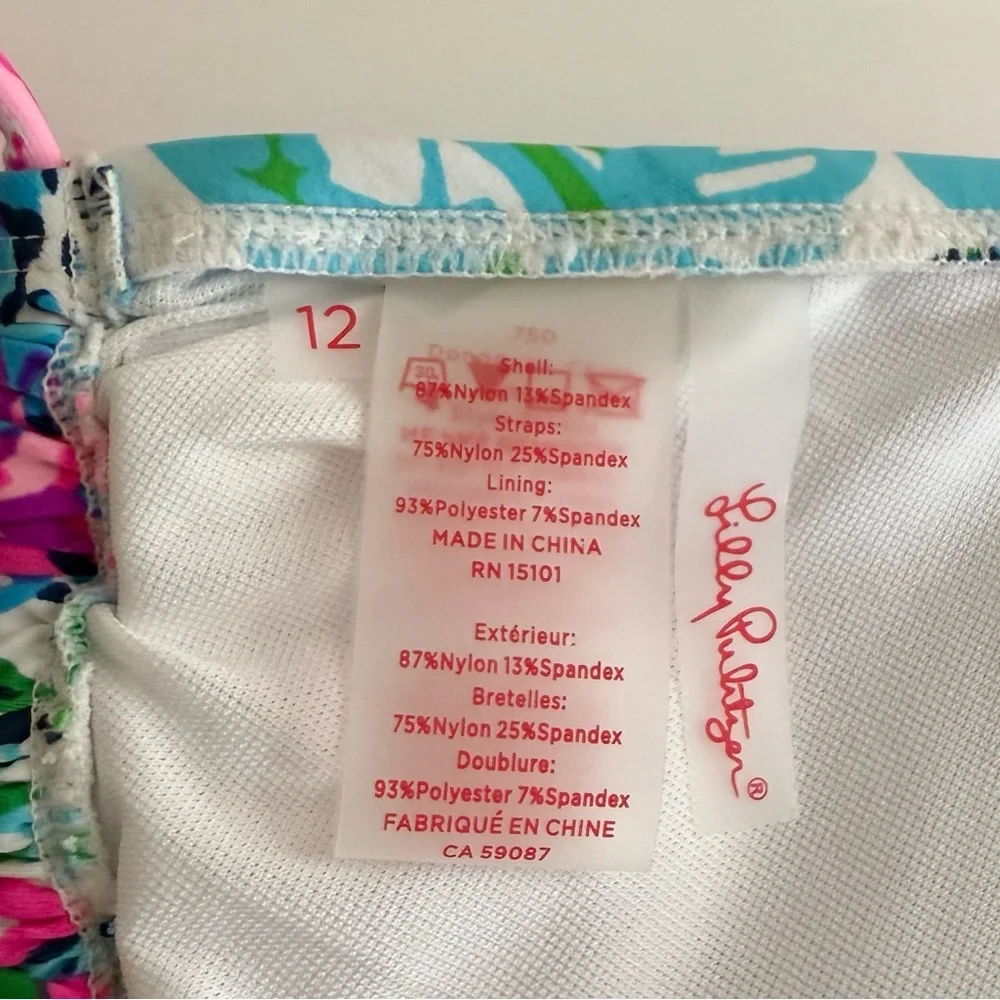 12
Shell:
87%Nylon 13%Spandex
Straps:
75%Nylon 25%Spandex
Lining:
93%Polyester 7%Spandex
MADE IN CHINA
RN 15101
Extérieur:
87%Nylon 13%Spandex
Bretelles:
75%Nylon 25%Spandex
Doublure:
93%Polyester 7%Spandex
FABRIQUÉ EN CHINE
CA 59087
Lilly Pulitzer®
30